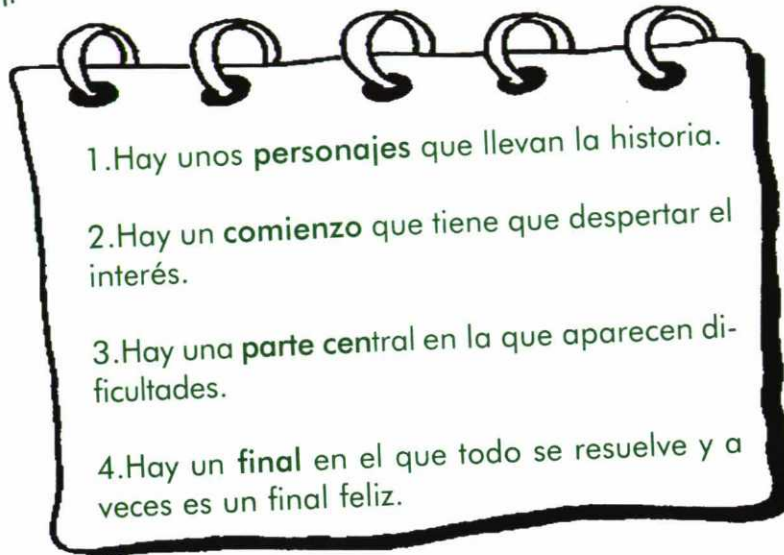 1.Hay unos personajes que llevan la historia.
2.Hay un comienzo que tiene que despertar el
interés.
3.Hay una parte central en la que aparecen di-
ficultades.
4.Hay un final en el que todo se resuelve y a
veces es un final feliz.